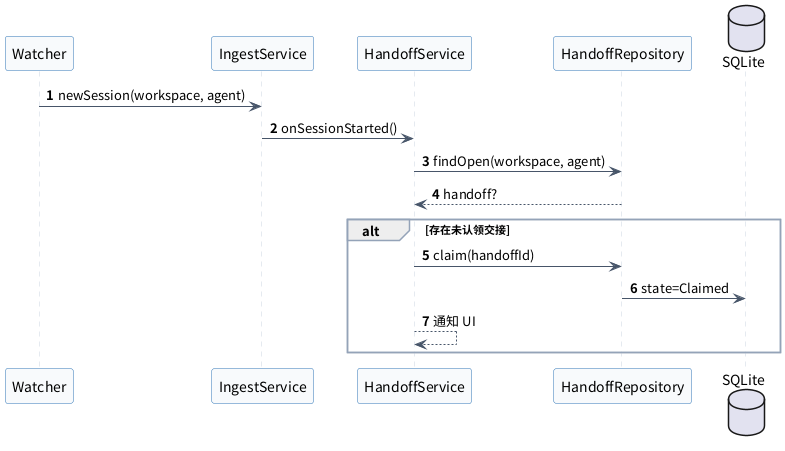 SQLite
Watcher
IngestService
HandoffService
HandoffRepository
1 newSession(workspace, agent)
2 onSessionStarted()
3 findOpen(workspace, agent)
4 handoff?
alt [存在未认领交接]
5 claim(handoffId)
6 state=Claimed
7 通知 UI
Watcher
IngestService
HandoffService
HandoffRepository
SQLite